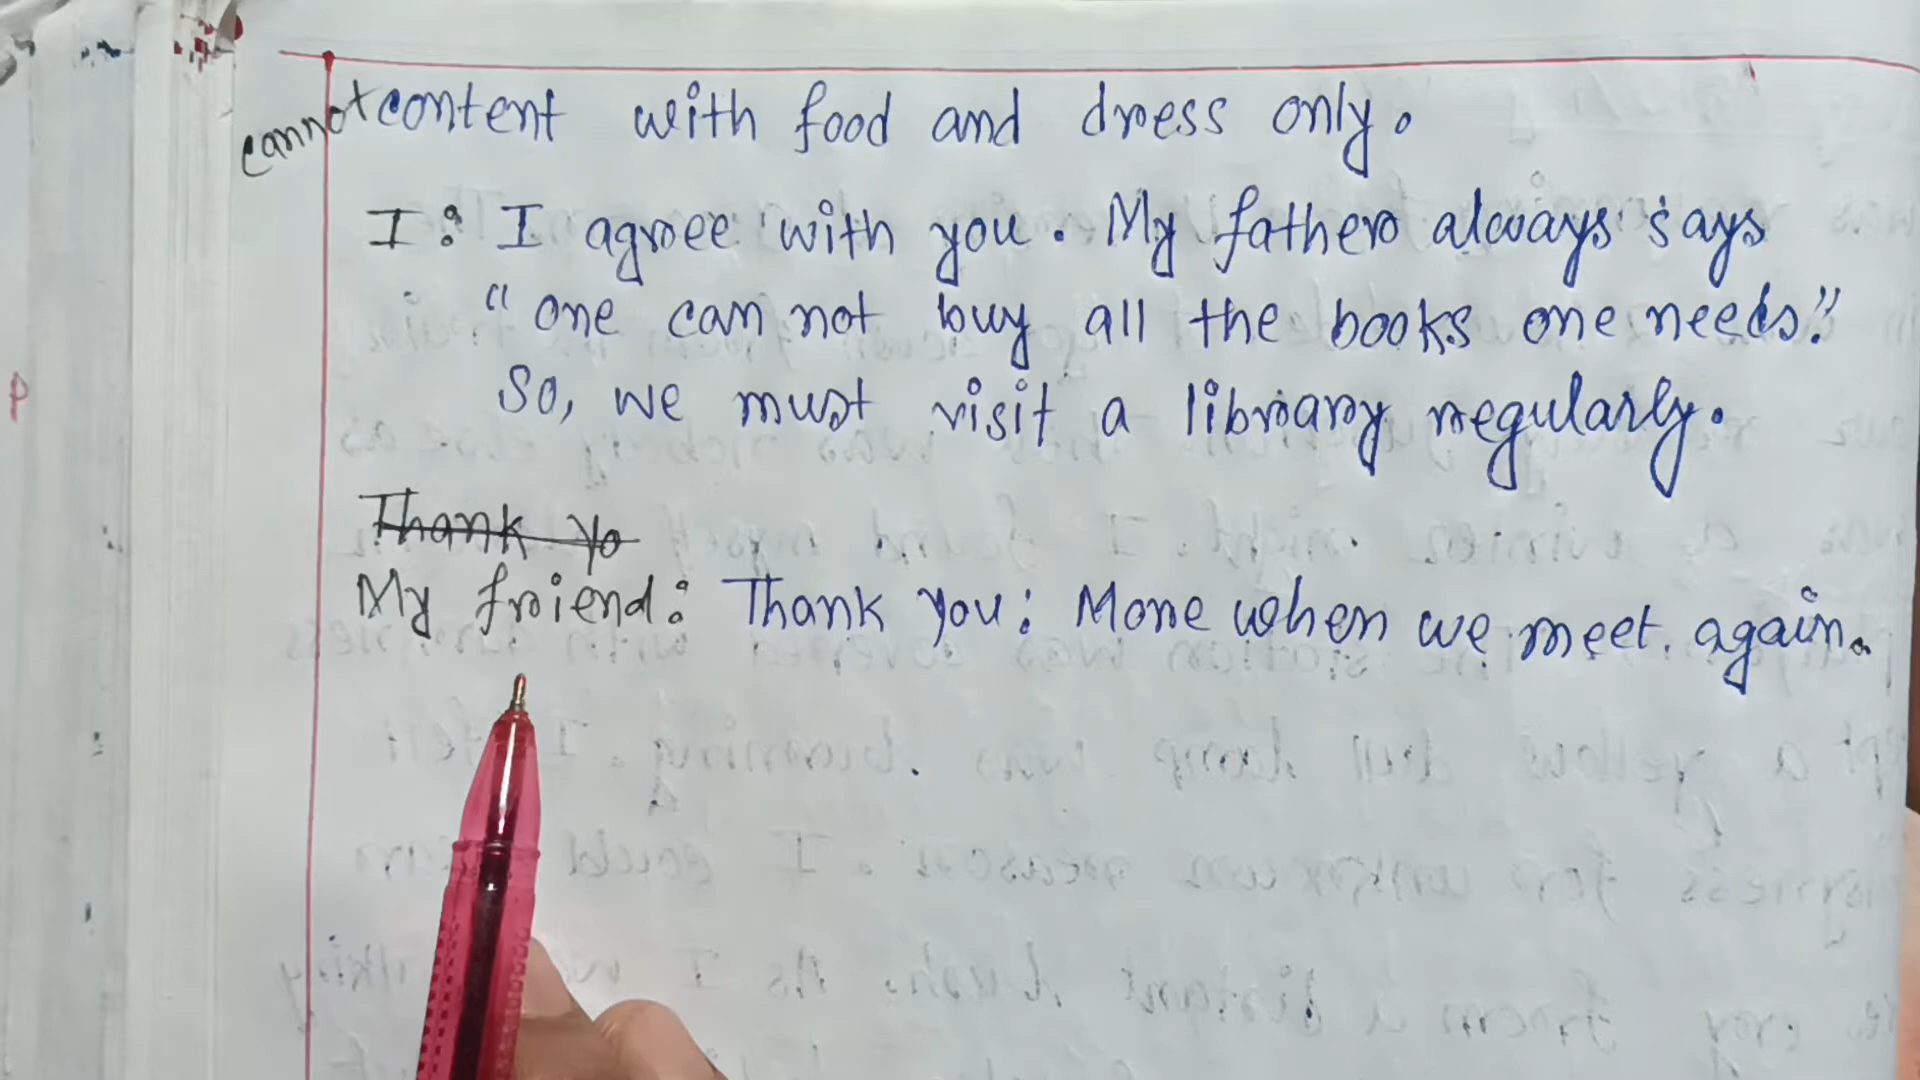 cannot content with food and dress only.
I: I agree with you. My father always says
"one can not buy all the books one needs."
So, we must visit a library regularly.
Thank Yo
My friend: Thank you: More when we meet again.